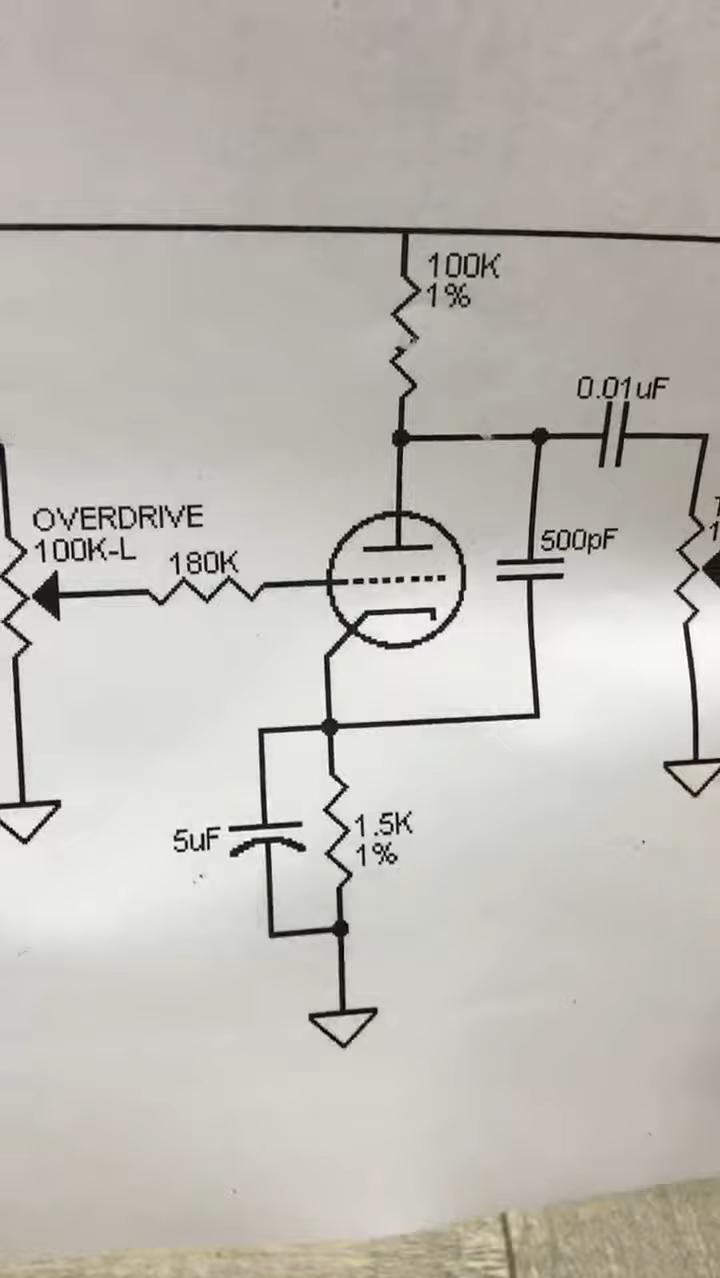 100K
1%
0.01uF
OVERDRIVE
100K-L
180K
500pF
5uF
1.5K
1%